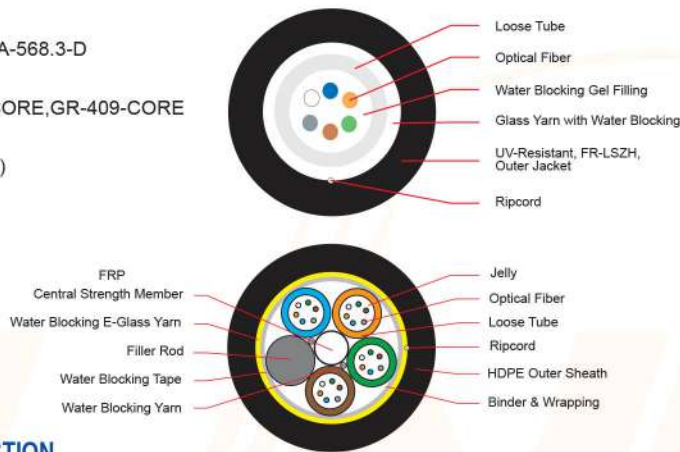 A-568.3-D
ORE,GR-409-CORE
)
Loose Tube
Optical Fiber
Water Blocking Gel Filling
Glass Yarn with Water Blocking
UV-Resistant, FR-LSZH,
Outer Jacket
Ripcord
FRP
Central Strength Member
Water Blocking E-Glass Yarn
Filler Rod
Water Blocking Tape
Water Blocking Yarn
Jelly
Optical Fiber
Loose Tube
Ripcord
HDPE Outer Sheath
Binder & Wrapping
CTION